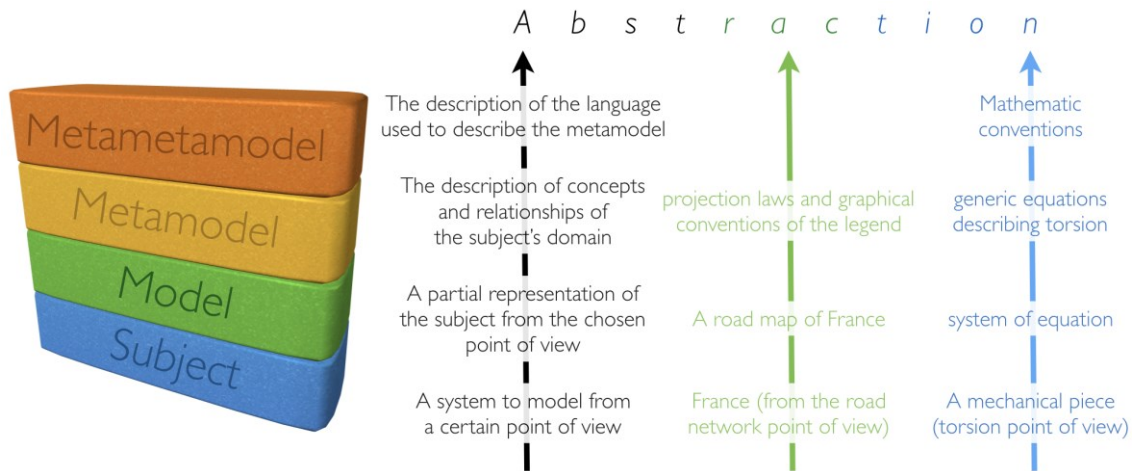 Abstraction
Metametamodel
Metamodel
Model
Subject
The description of the language
used to describe the metamodel
The description of concepts
and relationships of
the subject's domain
A partial representation of
the subject from the chosen
point of view
A system to model from
a certain point of view
projection laws and graphical
conventions of the legend
A road map of France
France (from the road
network point of view)
Mathematic
conventions
generic equations
describing torsion
system of equation
A mechanical piece
(torsion point of view)